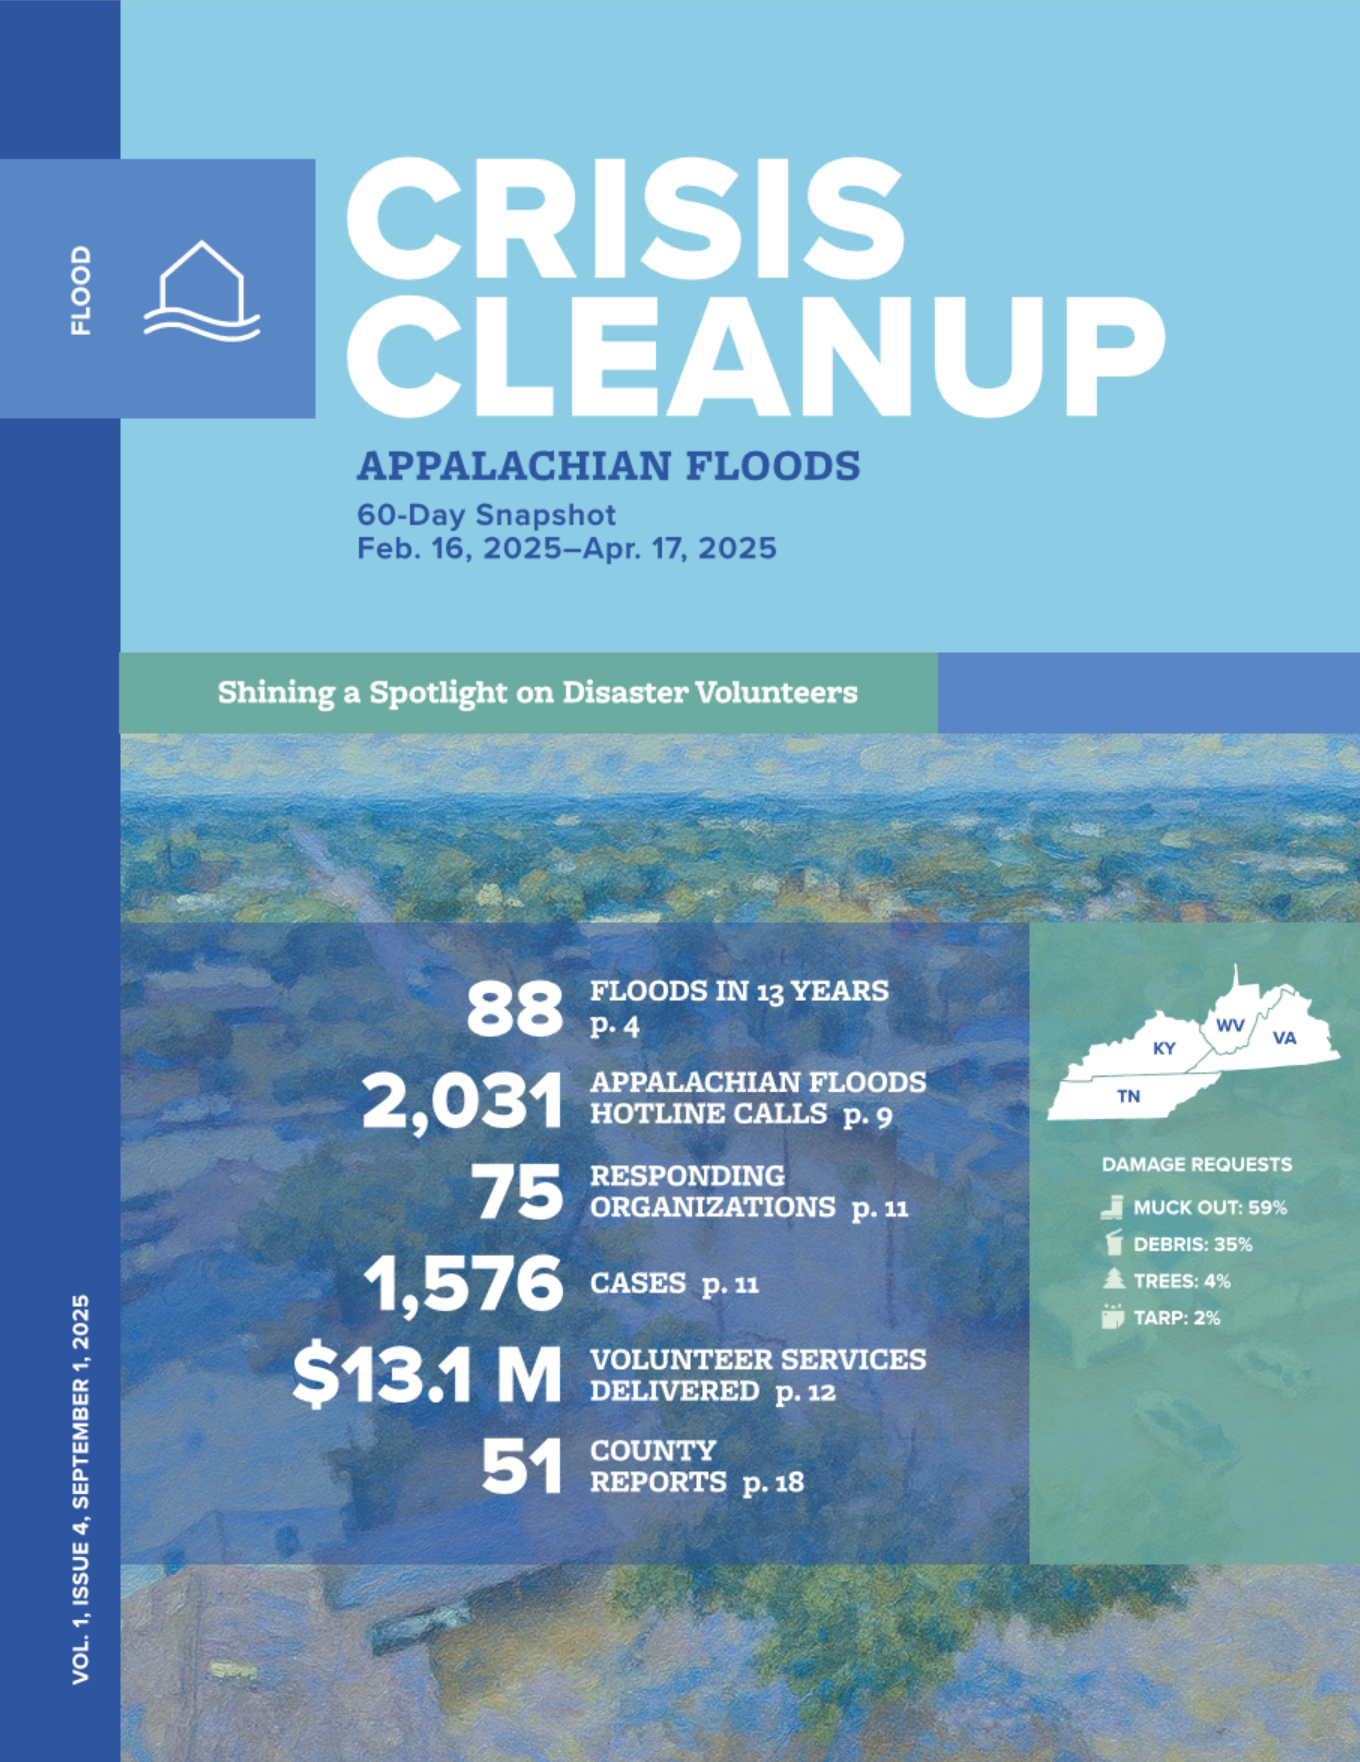 FLOOD
CRISIS
CLEANUP
APPALACHIAN FLOODS
60-Day Snapshot
Feb. 16, 2025–Apr. 17, 2025
Shining a Spotlight on Disaster Volunteers
88 FLOODS IN 13 YEARS
p. 4
2,031 APPALACHIAN FLOODS
HOTLINE CALLS p. 9
75 RESPONDING
ORGANIZATIONS p. 11
1,576 CASES p. 11
$13.1 M VOLUNTEER SERVICES
DELIVERED p. 12
51 COUNTY
REPORTS p. 18
WV
KY
VA
TN
DAMAGE REQUESTS
MUCK OUT: 59%
DEBRIS: 35%
TREES: 4%
TARP: 2%
VOL. 1, ISSUE 4, SEPTEMBER 1, 2025